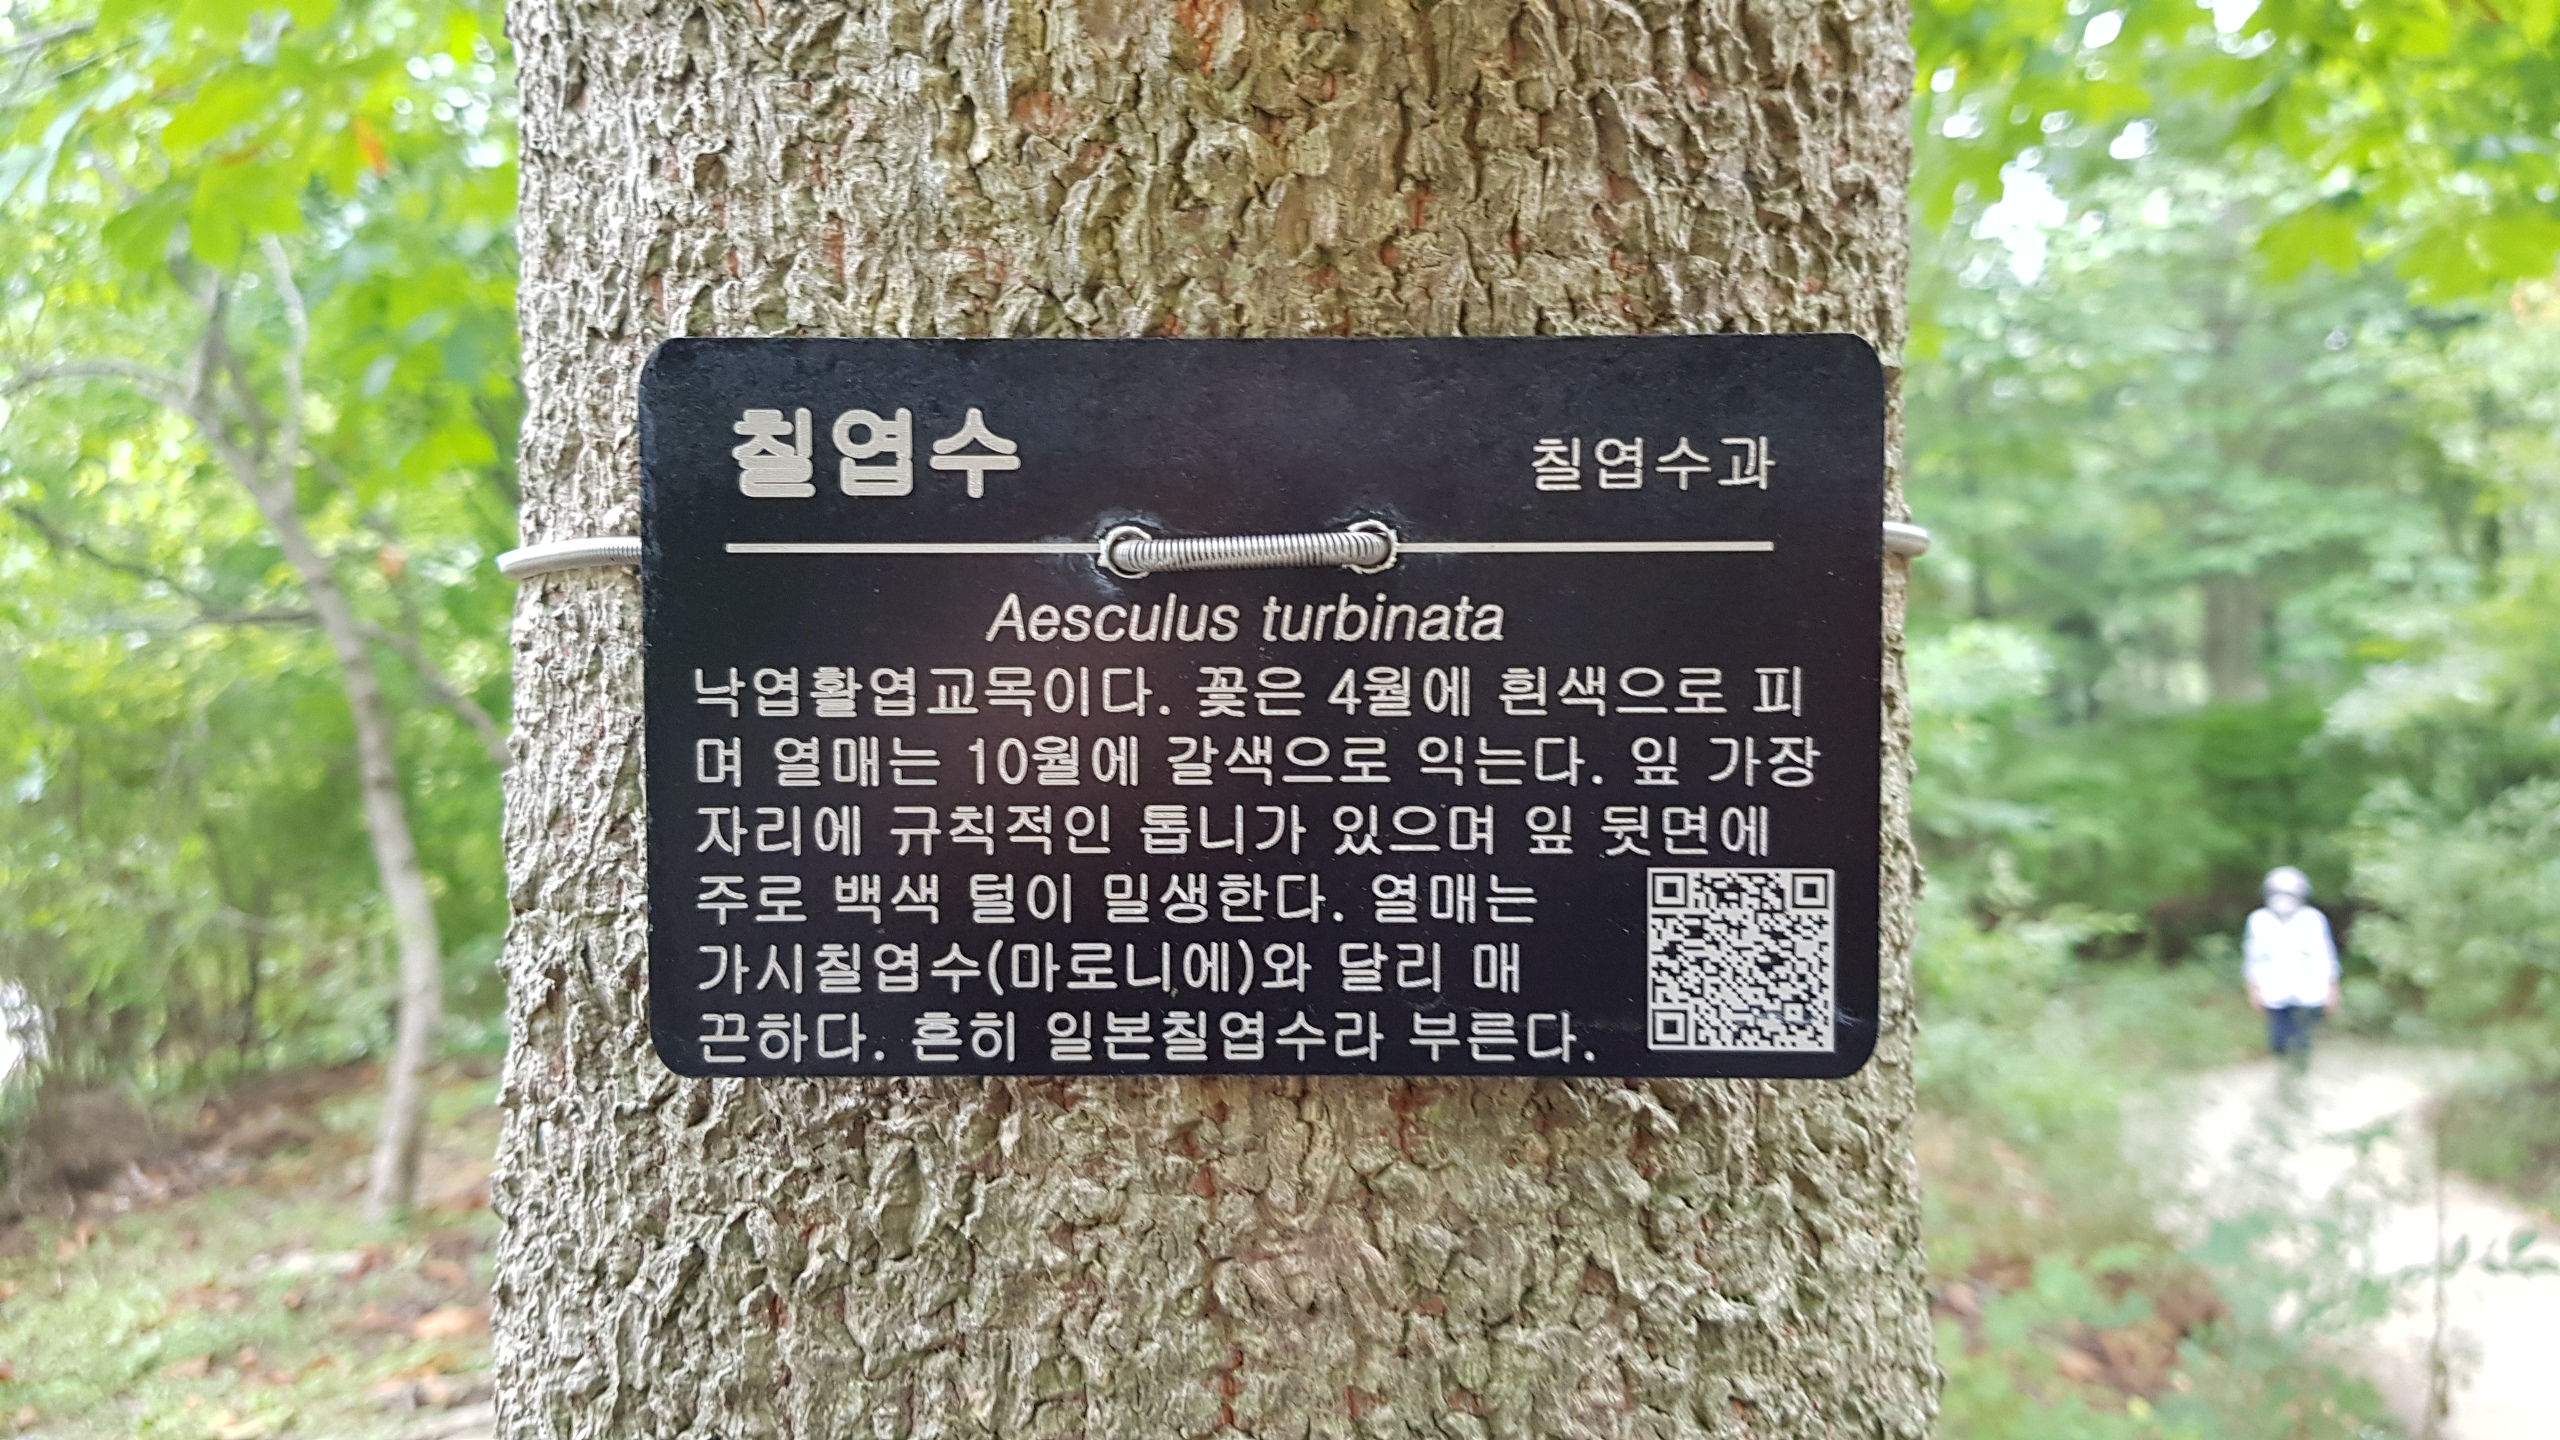 칠엽수
칠엽수과
Aesculus turbinata
낙엽활엽교목이다. 꽃은 4월에 흰색으로 피
며 열매는 10월에 갈색으로 익는다. 잎 가장
자리에 규칙적인 톱니가 있으며 잎 뒷면에
주로 백색 털이 밀생한다. 열매는
가시칠엽수(마로니에)와 달리 매
끈하다. 흔히 일본칠엽수라 부른다.